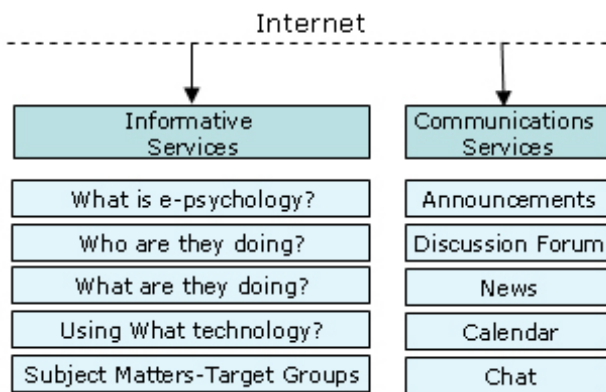 Internet
Informative
Services
What is e-psychology?
Who are they doing?
What are they doing?
Using What technology?
Subject Matters-Target Groups
Communications
Services
Announcements
Discussion Forum
News
Calendar
Chat